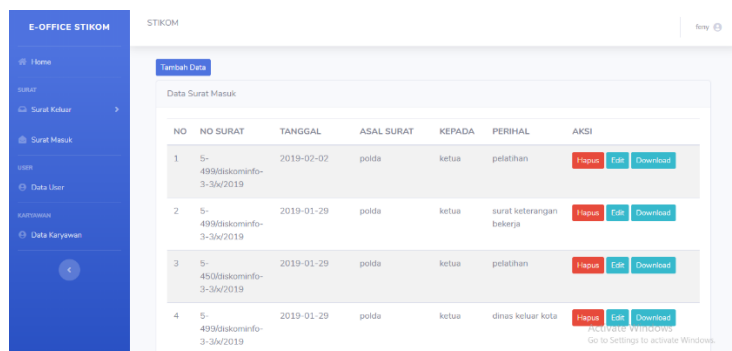 E-OFFICE STIKOM
STIKOM
feny
Home
SURAT
Surat Keluar
Surat Masuk
USER
Data User
KARYAWAN
Data Karyawan
Tambah Data
Data Surat Masuk
NO NO SURAT TANGGAL ASAL SURAT KEPADA PERIHAL AKSI
1 5- 2019-02-02 polda ketua pelatihan Hapus Edit Download
499/diskominfo-
3-3/x/2019
2 5- 2019-01-29 polda ketua surat keterangan Hapus Edit Download
499/diskominfo- bekerja
3-3/x/2019
3 5- 2019-01-29 polda ketua pelatihan Hapus Edit Download
450/diskominfo-
3-3/x/2019
4 5- 2019-01-29 polda ketua dinas keluar kota Hapus Edit Download
499/diskominfo-
3-3/x/2019
Activate Windows
Go to Settings to activate Windows.